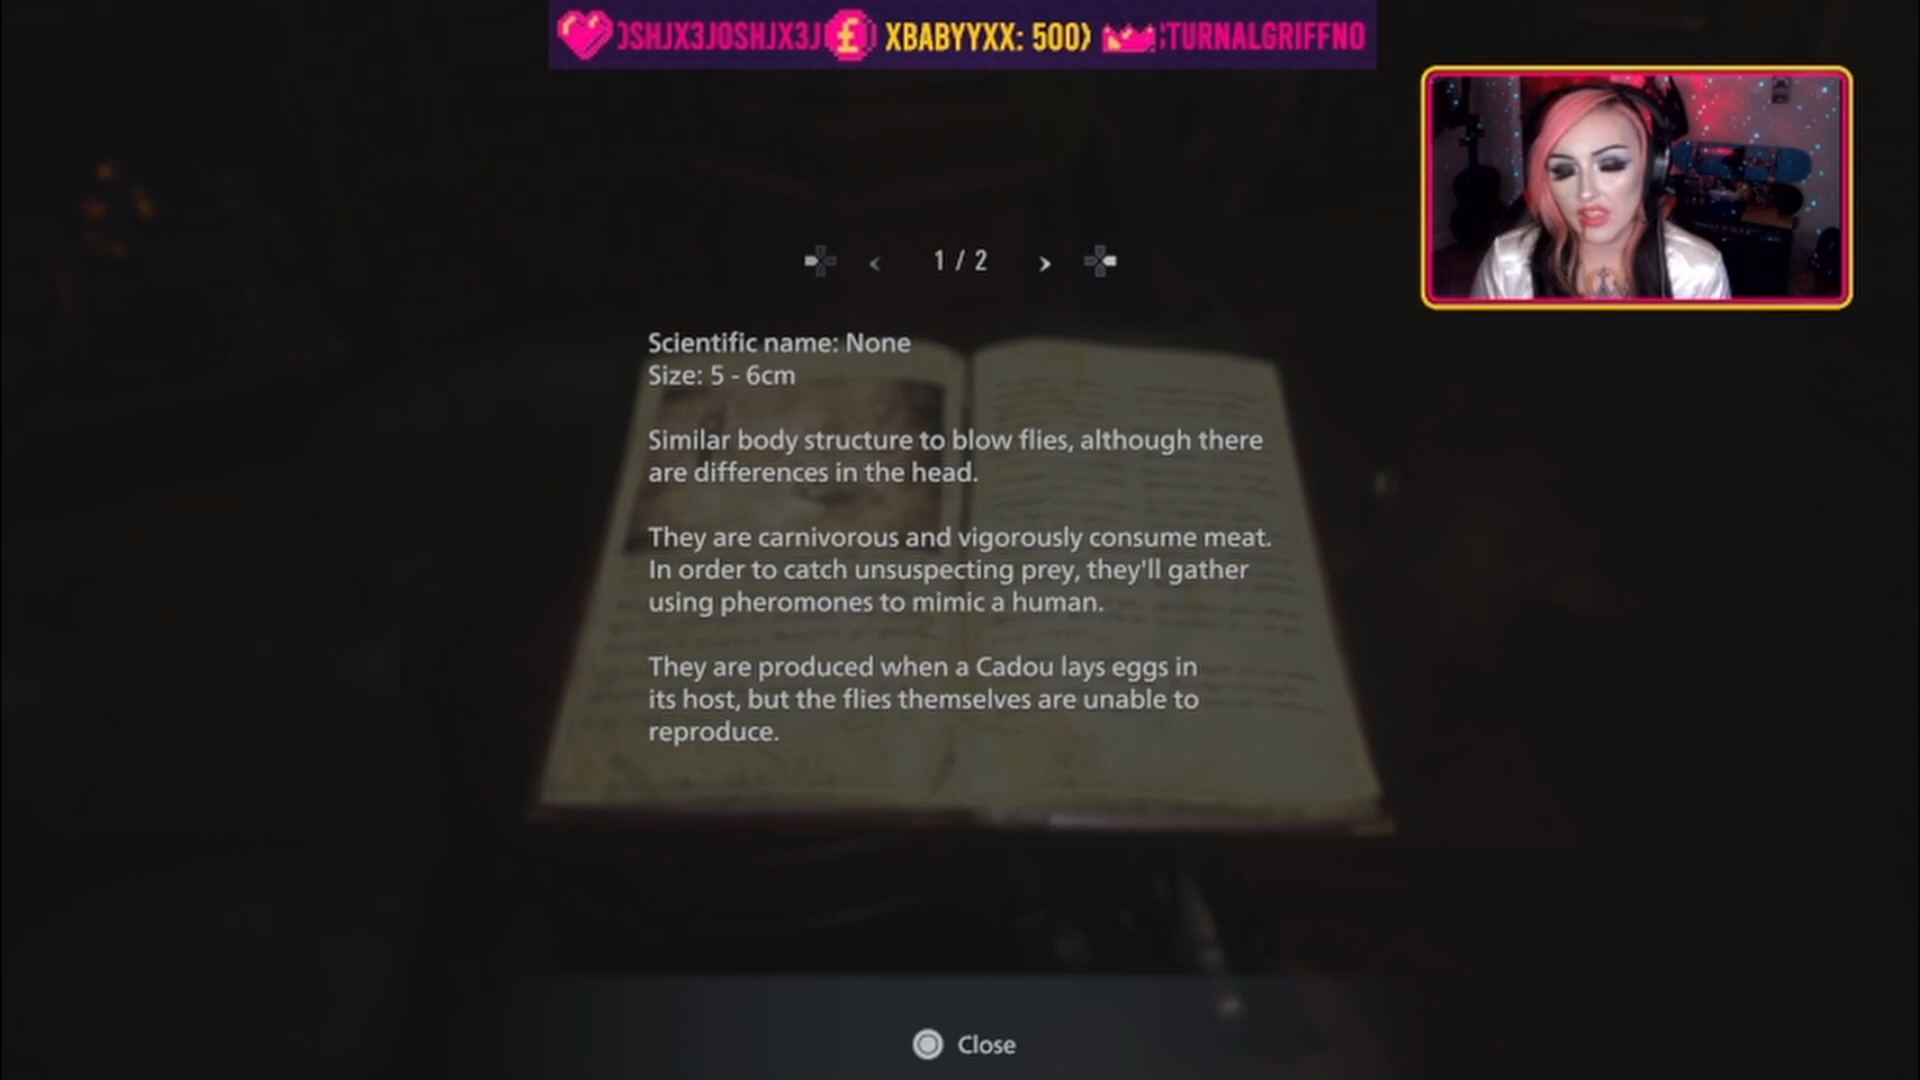 OSHJX3JOSHJX3J £ XBABYYXX: 500) TURNALGRIFFNO
1 / 2
Scientific name: None
Size: 5 - 6cm
Similar body structure to blow flies, although there
are differences in the head.
They are carnivorous and vigorously consume meat.
In order to catch unsuspecting prey, they'll gather
using pheromones to mimic a human.
They are produced when a Cadou lays eggs in
its host, but the flies themselves are unable to
reproduce.
Close